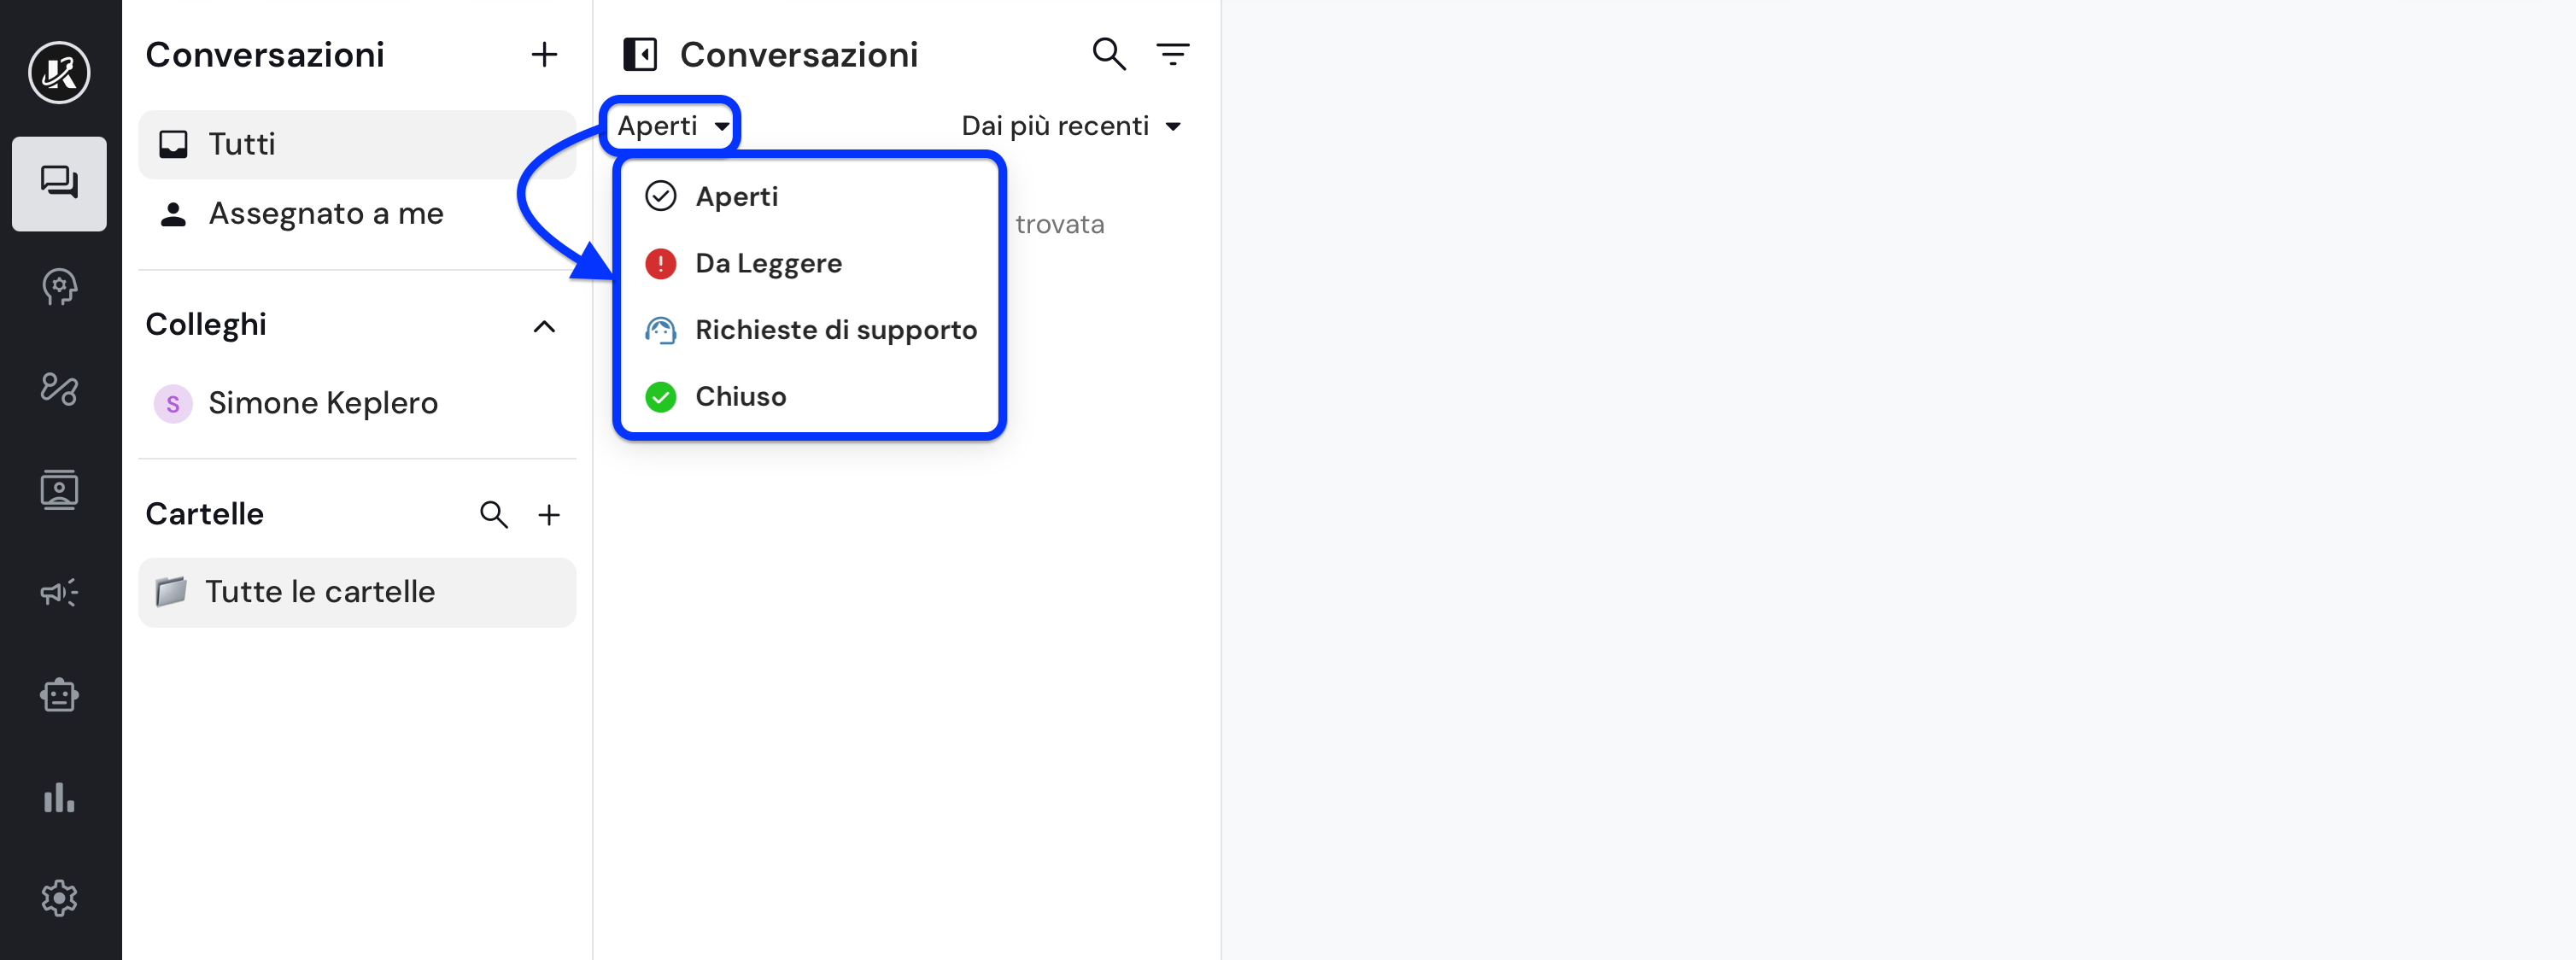 Conversazioni
Tutti
Assegnato a me
Colleghi
S
Simone Keplero
Cartelle
Tutte le cartelle
Conversazioni
Aperti
Dai più recenti
trovata
Aperti
Da Leggere
Richieste di supporto
Chiuso